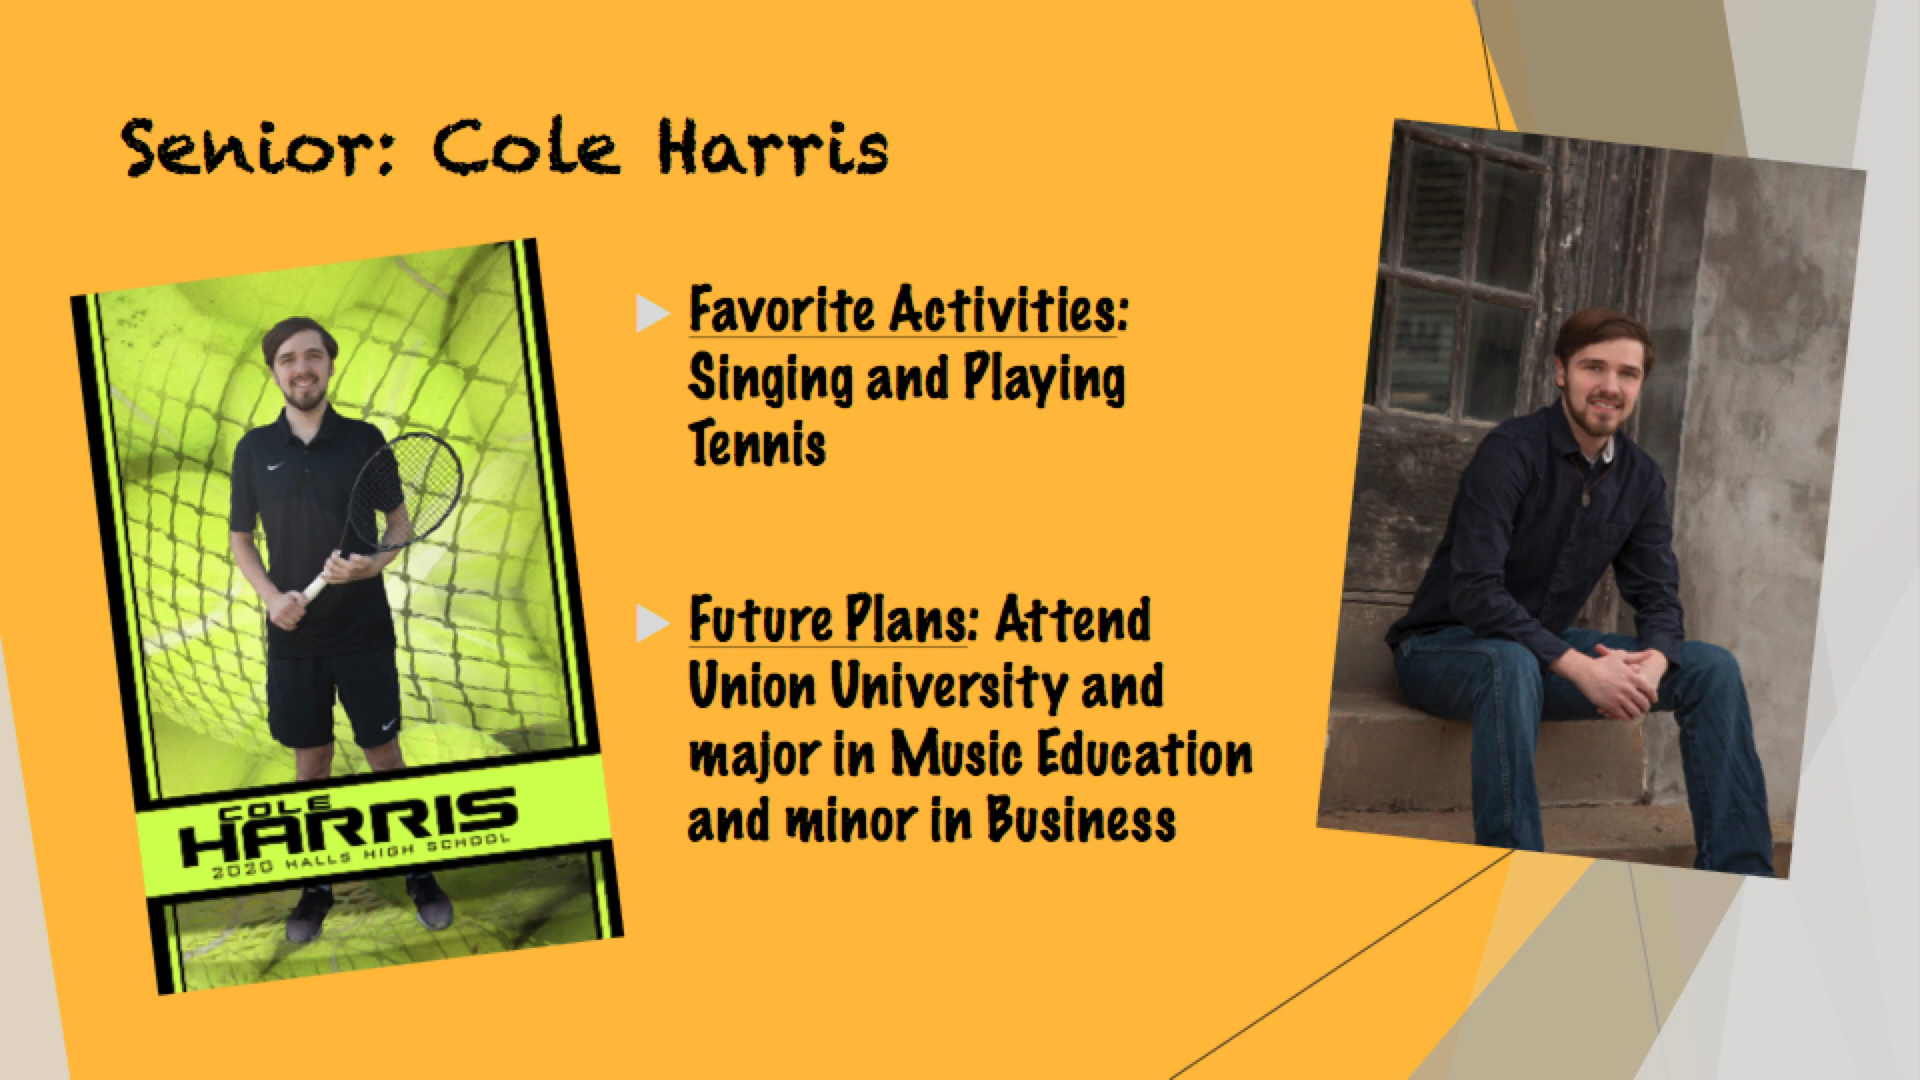 Senior: Cole Harris
Favorite Activities:
Singing and Playing
Tennis
Future Plans: Attend
Union University and
major in Music Education
and minor in Business
COLE
HARRIS
2020 HALLS HIGH SCHOOL